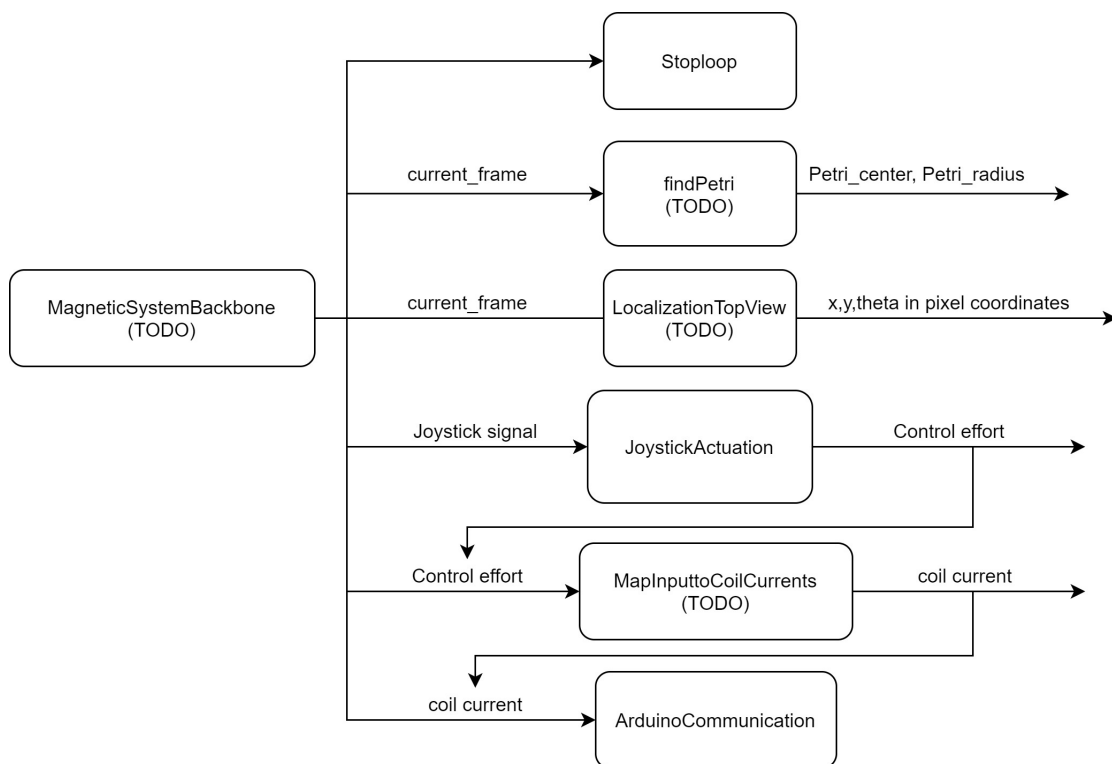 Stoploop
current_frame
findPetri
(TODO)
Petri_center, Petri_radius
MagneticSystemBackbone
(TODO)
current_frame
LocalizationTopView
(TODO)
x,y,theta in pixel coordinates
Joystick signal
JoystickActuation
Control effort
Control effort
MapInputtoCoilCurrents
(TODO)
coil current
coil current
ArduinoCommunication